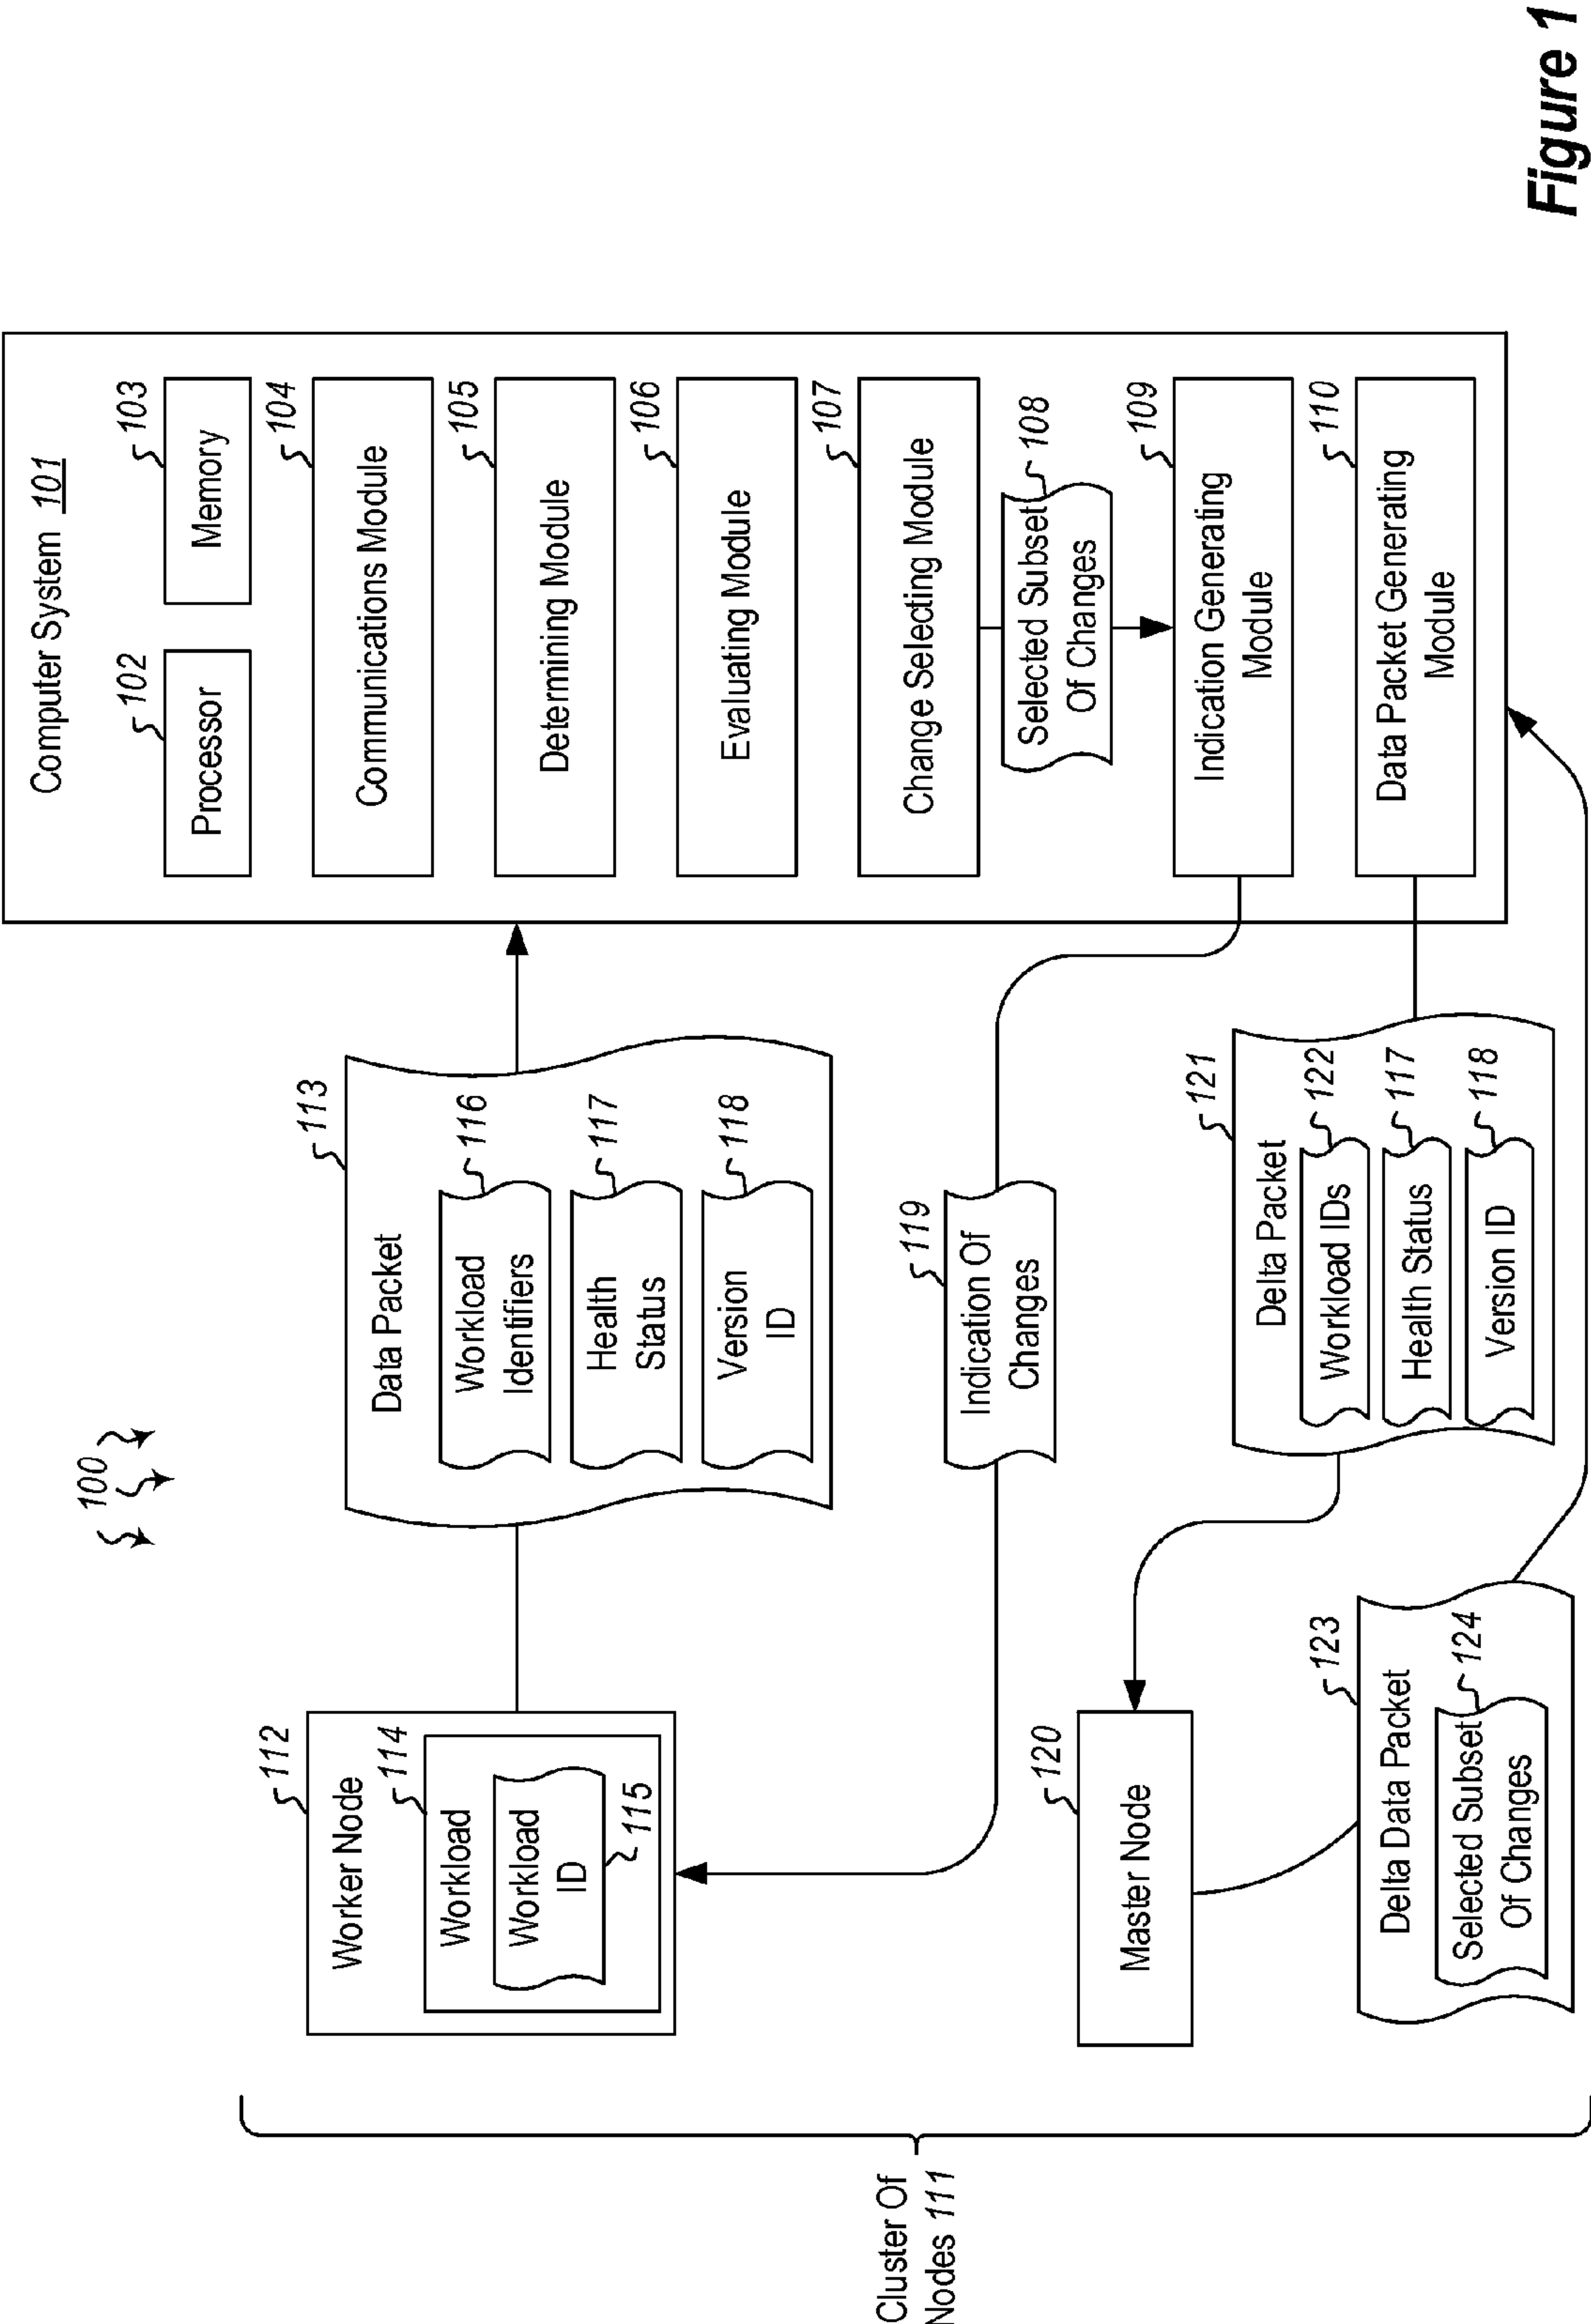 100
Cluster Of
Nodes 111
Worker Node
112
Workload
114
Workload
ID
115
Data Packet
113
Workload
Identifiers
116
Health
Status
117
Version
ID
118
Indication Of
Changes
119
Master Node
120
Delta Packet
121
Workload IDs
122
Health Status
117
Version ID
118
Delta Data Packet
123
Selected Subset
Of Changes
124
Computer System 101
Processor
102
Memory
103
Communications Module
104
Determining Module
105
Evaluating Module
106
Change Selecting Module
107
Selected Subset
Of Changes
108
Indication Generating
Module
109
Data Packet Generating
Module
110
Figure 1